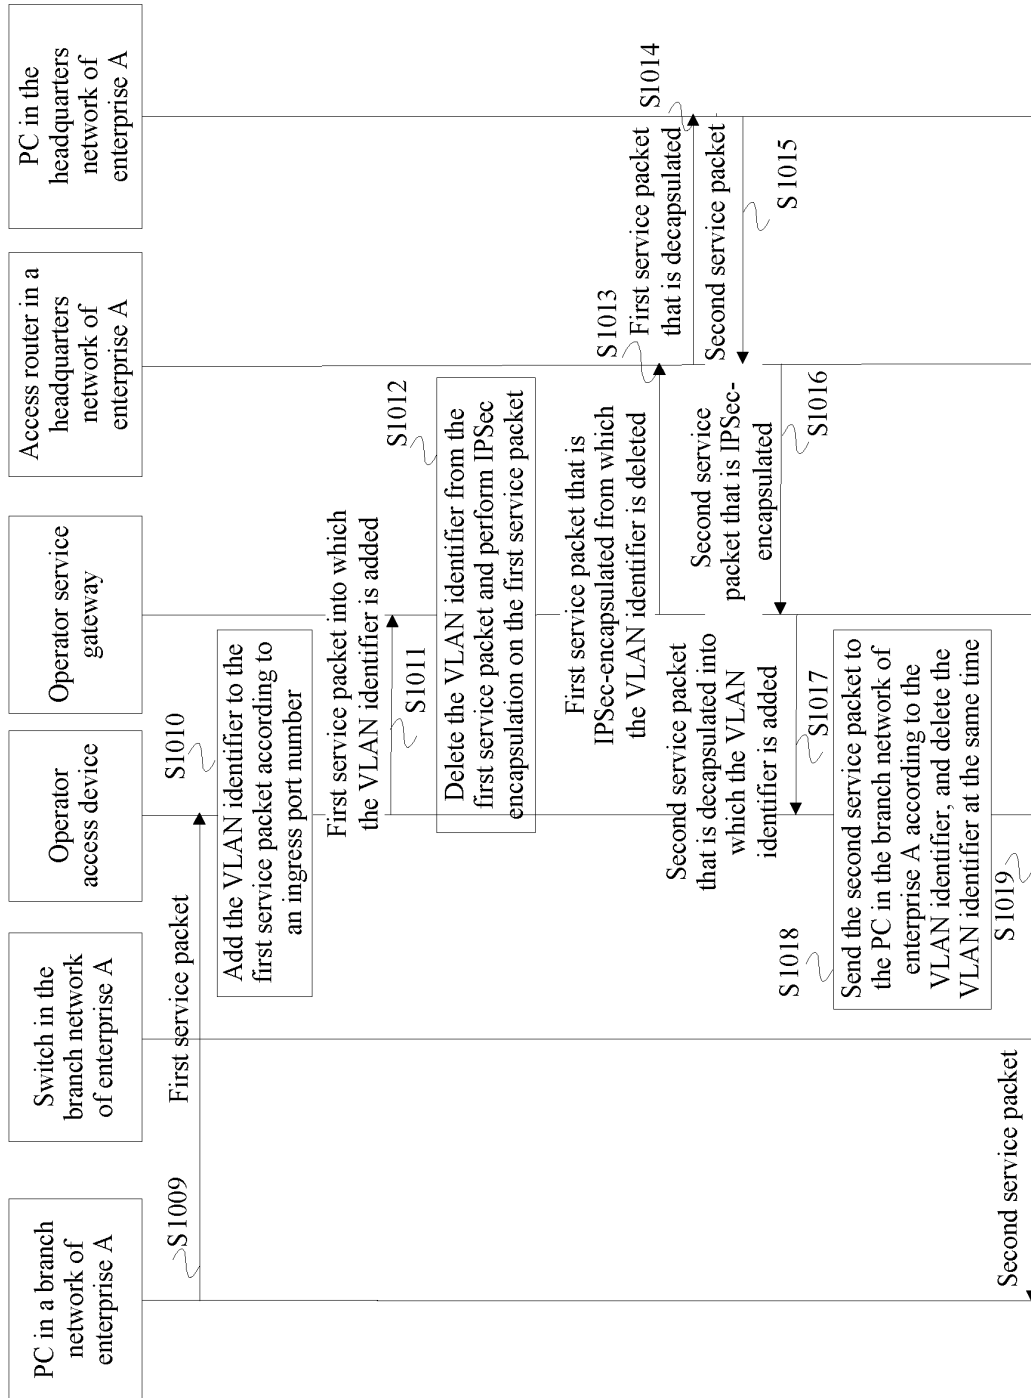 PC in a branch
network of
enterprise A
Switch in the
branch network
of enterprise A
Operator
access device
Operator service
gateway
Access router in a
headquarters
network of
enterprise A
PC in the
headquarters
network of
enterprise A
S1009
First service packet
S1010
Add the VLAN identifier to the
first service packet according to
an ingress port number
First service packet into which
the VLAN identifier is added
S1011
S1012
Delete the VLAN identifier from the
first service packet and perform IPSec
encapsulation on the first service packet
First service packet that is
IPSec-encapsulated from which
the VLAN identifier is deleted
S1013
First service packet
that is decapsulated
S1014
Second service packet
S1015
Second service
packet that is IPSec-
encapsulated
S1016
Second service packet
that is decapsulated into
which the VLAN
identifier is added
S1017
S1018
Send the second service packet to
the PC in the branch network of
enterprise A according to the
VLAN identifier, and delete the
VLAN identifier at the same time
S1019
Second service packet